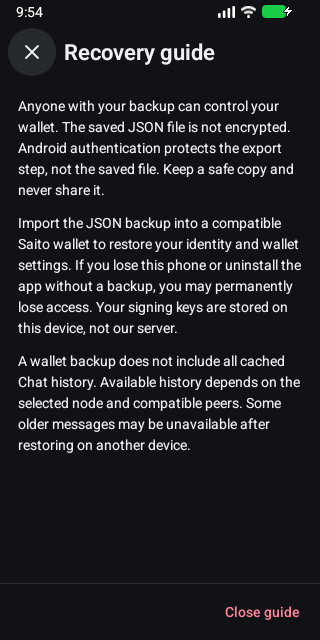 9:54
Recovery guide
Anyone with your backup can control your
wallet. The saved JSON file is not encrypted.
Android authentication protects the export
step, not the saved file. Keep a safe copy and
never share it.
Import the JSON backup into a compatible
Saito wallet to restore your identity and wallet
settings. If you lose this phone or uninstall the
app without a backup, you may permanently
lose access. Your signing keys are stored on
this device, not our server.
A wallet backup does not include all cached
Chat history. Available history depends on the
selected node and compatible peers. Some
older messages may be unavailable after
restoring on another device.
Close guide